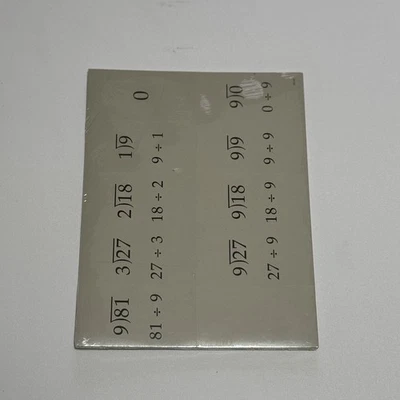 9)81 3)27 2)18 1)9 0
81 ÷ 9 27 ÷ 3 18 ÷ 2 9 ÷ 1
9)27 9)18 9)9 9)0
27 ÷ 9 18 ÷ 9 9 ÷ 9 0 ÷ 9